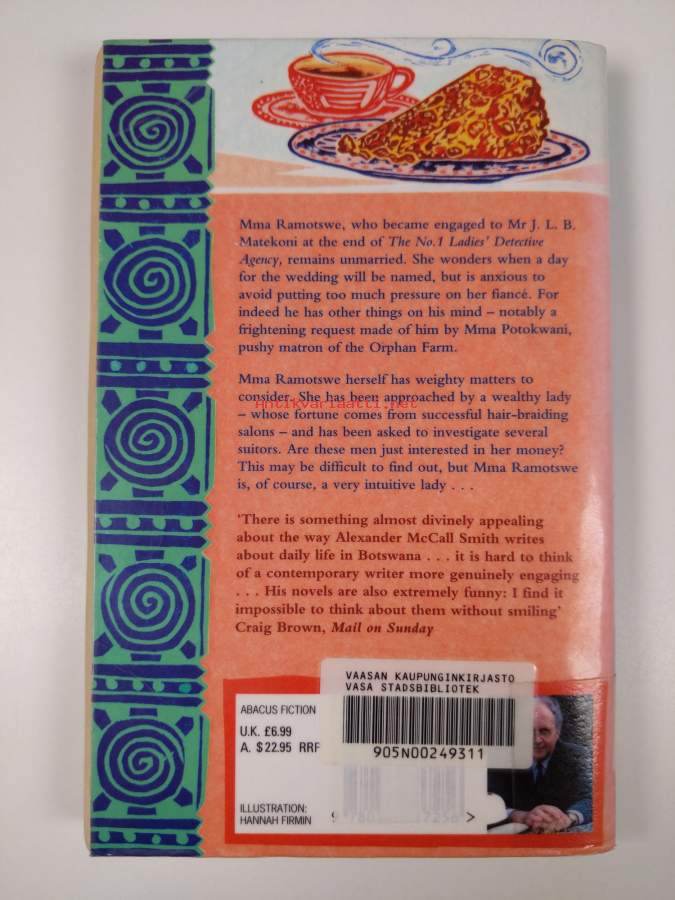 Mma Ramotswe, who became engaged to Mr J. L. B.
Matekoni at the end of The No.1 Ladies' Detective
Agency, remains unmarried. She wonders when a day
for the wedding will be named, but is anxious to
avoid putting too much pressure on her fiancé. For
indeed he has other things on his mind – notably a
frightening request made of him by Mma Potokwani,
pushy matron of the Orphan Farm.
Mma Ramotswe herself has weighty matters to
consider. She has been approached by a wealthy lady
Antikvariaatti.net
– whose fortune comes from successful hair-braiding
salons – and has been asked to investigate several
suitors. Are these men just interested in her money?
This may be difficult to find out, but Mma Ramotswe
is, of course, a very intuitive lady . . .
'There is something almost divinely appealing
about the way Alexander McCall Smith writes
about daily life in Botswana . . . it is hard to think
of a contemporary writer more genuinely engaging
. . . His novels are also extremely funny: I find it
impossible to think about them without smiling'
Craig Brown, Mail on Sunday
VAASAN KAUPUNGINKIRJASTO
VASA STADSBIBLIOTEK
905N00249311
ABACUS FICTION
U.K. £6.99
A. $22.95 RRP
ILLUSTRATION:
HANNAH FIRMIN